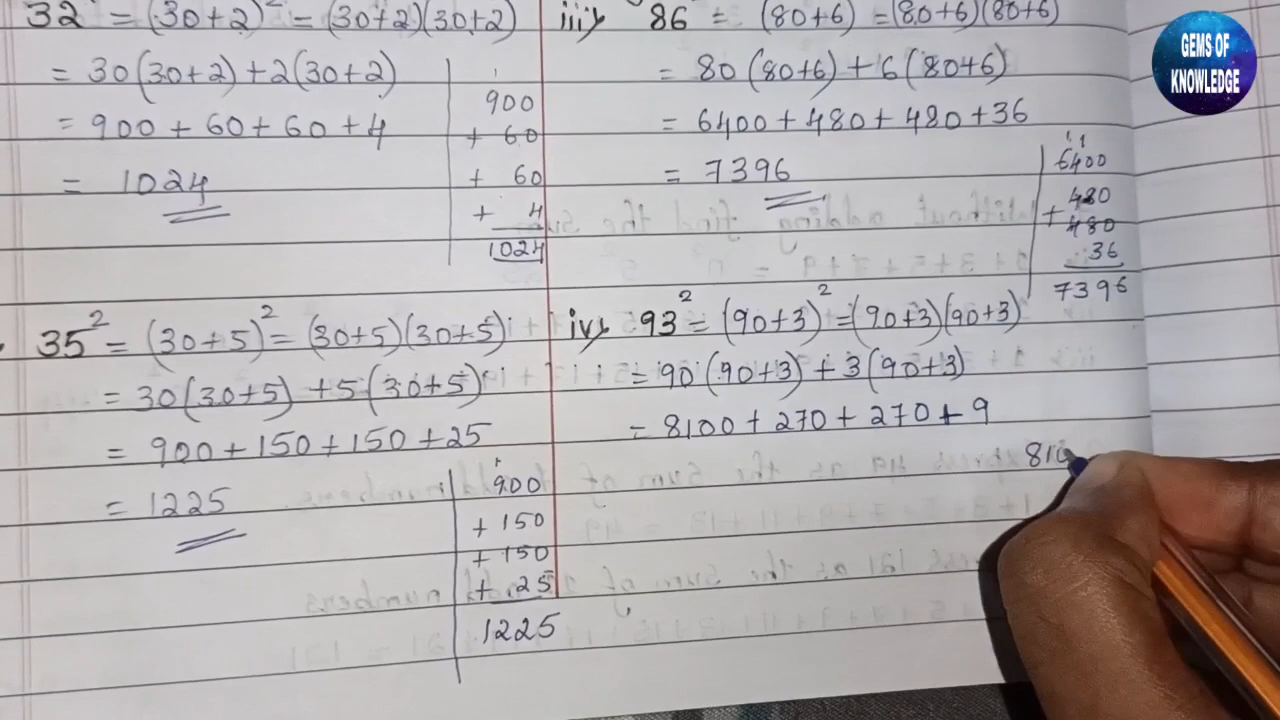 32² = (30+2)² = (30+2)(30+2)
= 30(30+2)+2(30+2)
= 900 + 60 + 60 + 4
= 1024
900
+ 60
+ 60
+ 4
1024
35² = (30+5)² = (30+5)(30+5)
= 30(30+5) + 5(30+5)
= 900 + 150 + 150 + 25
= 1225
900
+ 150
+ 150
+ 25
1225
iii) 86² = (80+6)² = (80+6)(80+6)
= 80(80+6) + 6(80+6)
= 6400 + 480 + 480 + 36
= 7396
6400
480
+ 480
36
7396
iv) 93² = (90+3)² = (90+3)(90+3)
= 90(90+3) + 3(90+3)
= 8100 + 270 + 270 + 9
810
GEMS OF
KNOWLEDGE